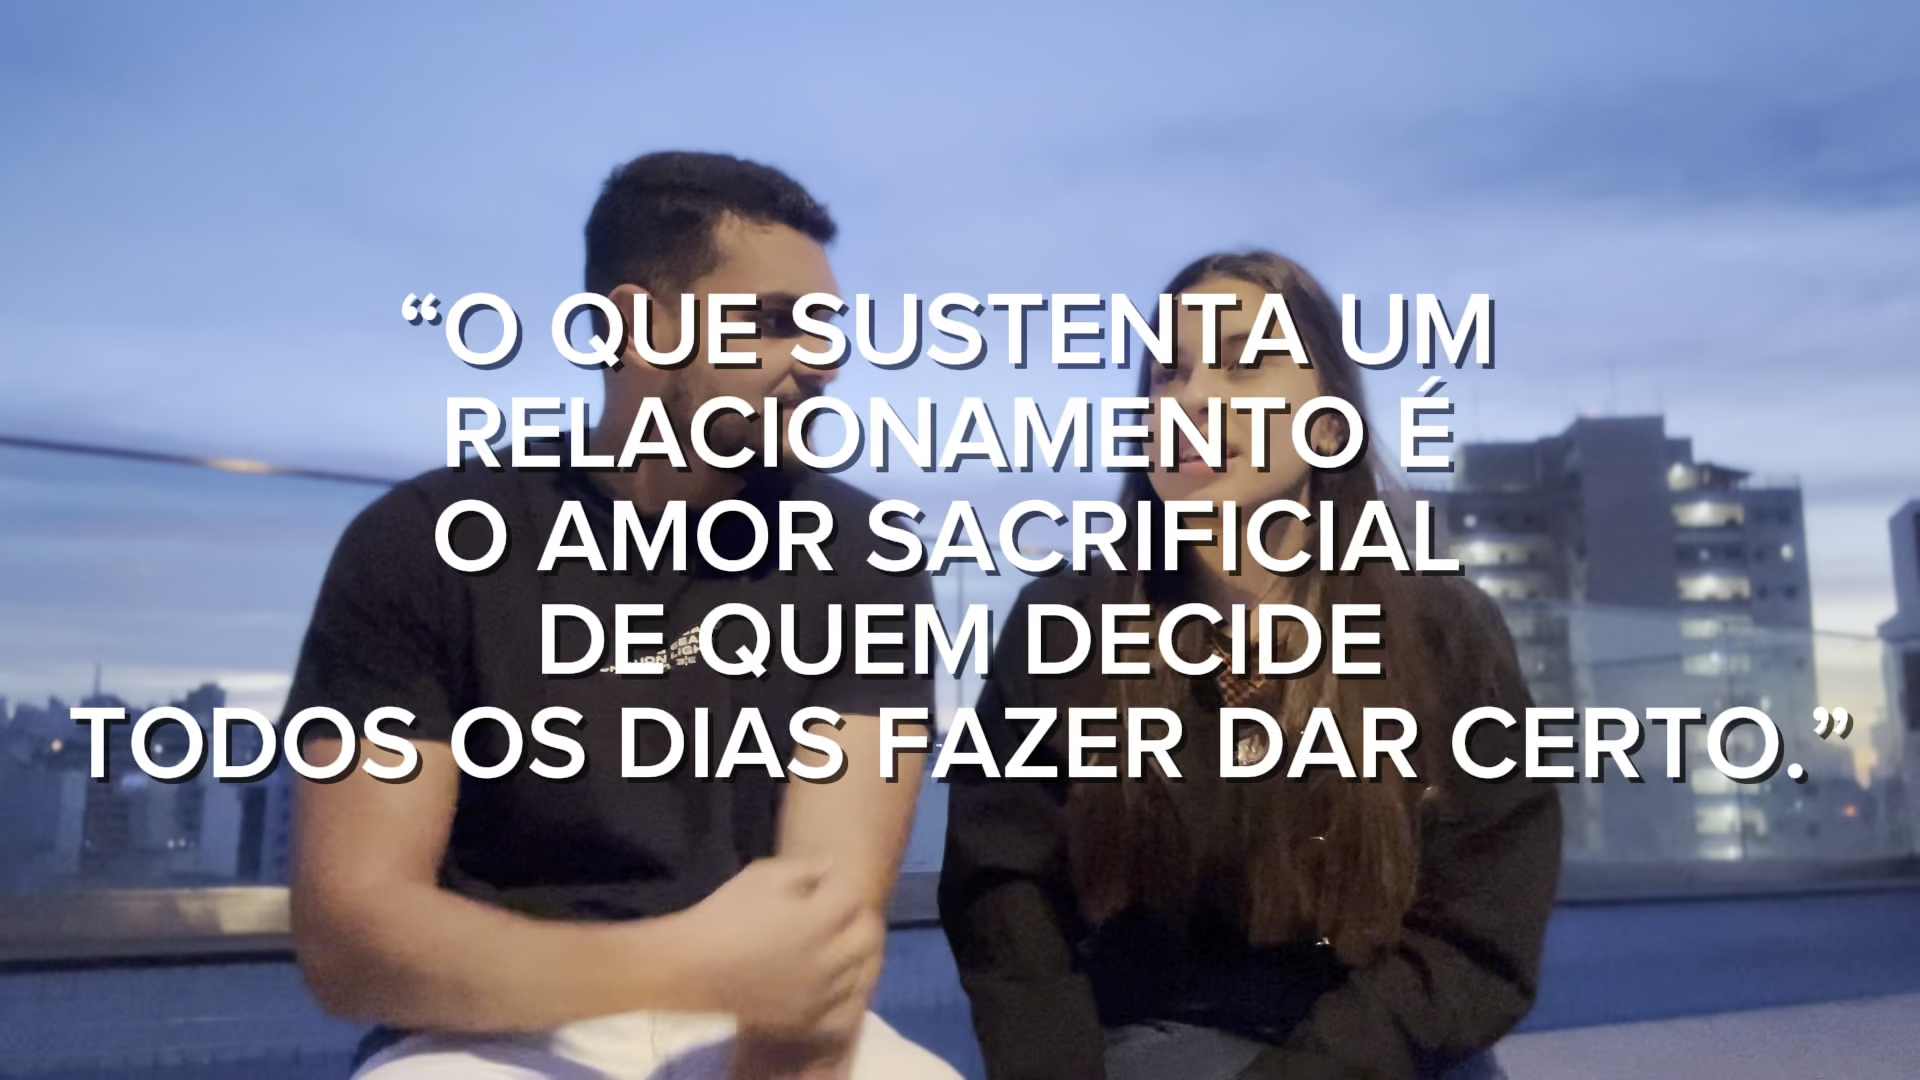 “O QUE SUSTENTA UM
RELACIONAMENTO É
O AMOR SACRIFICIAL
DE QUEM DECIDE
TODOS OS DIAS FAZER DAR CERTO.”